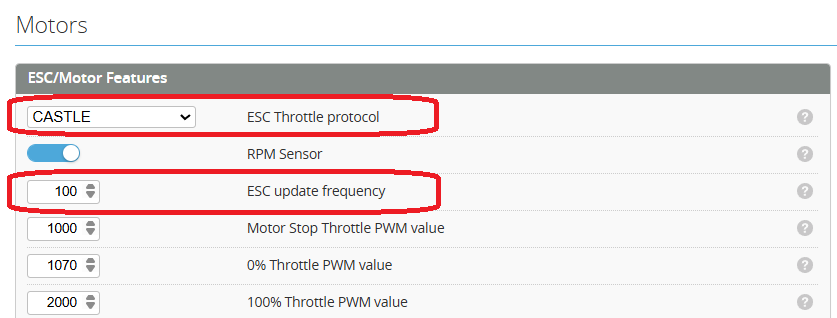 Motors
ESC/Motor Features
CASTLE ESC Throttle protocol ?
RPM Sensor ?
100 ESC update frequency ?
1000 Motor Stop Throttle PWM value ?
1070 0% Throttle PWM value ?
2000 100% Throttle PWM value ?